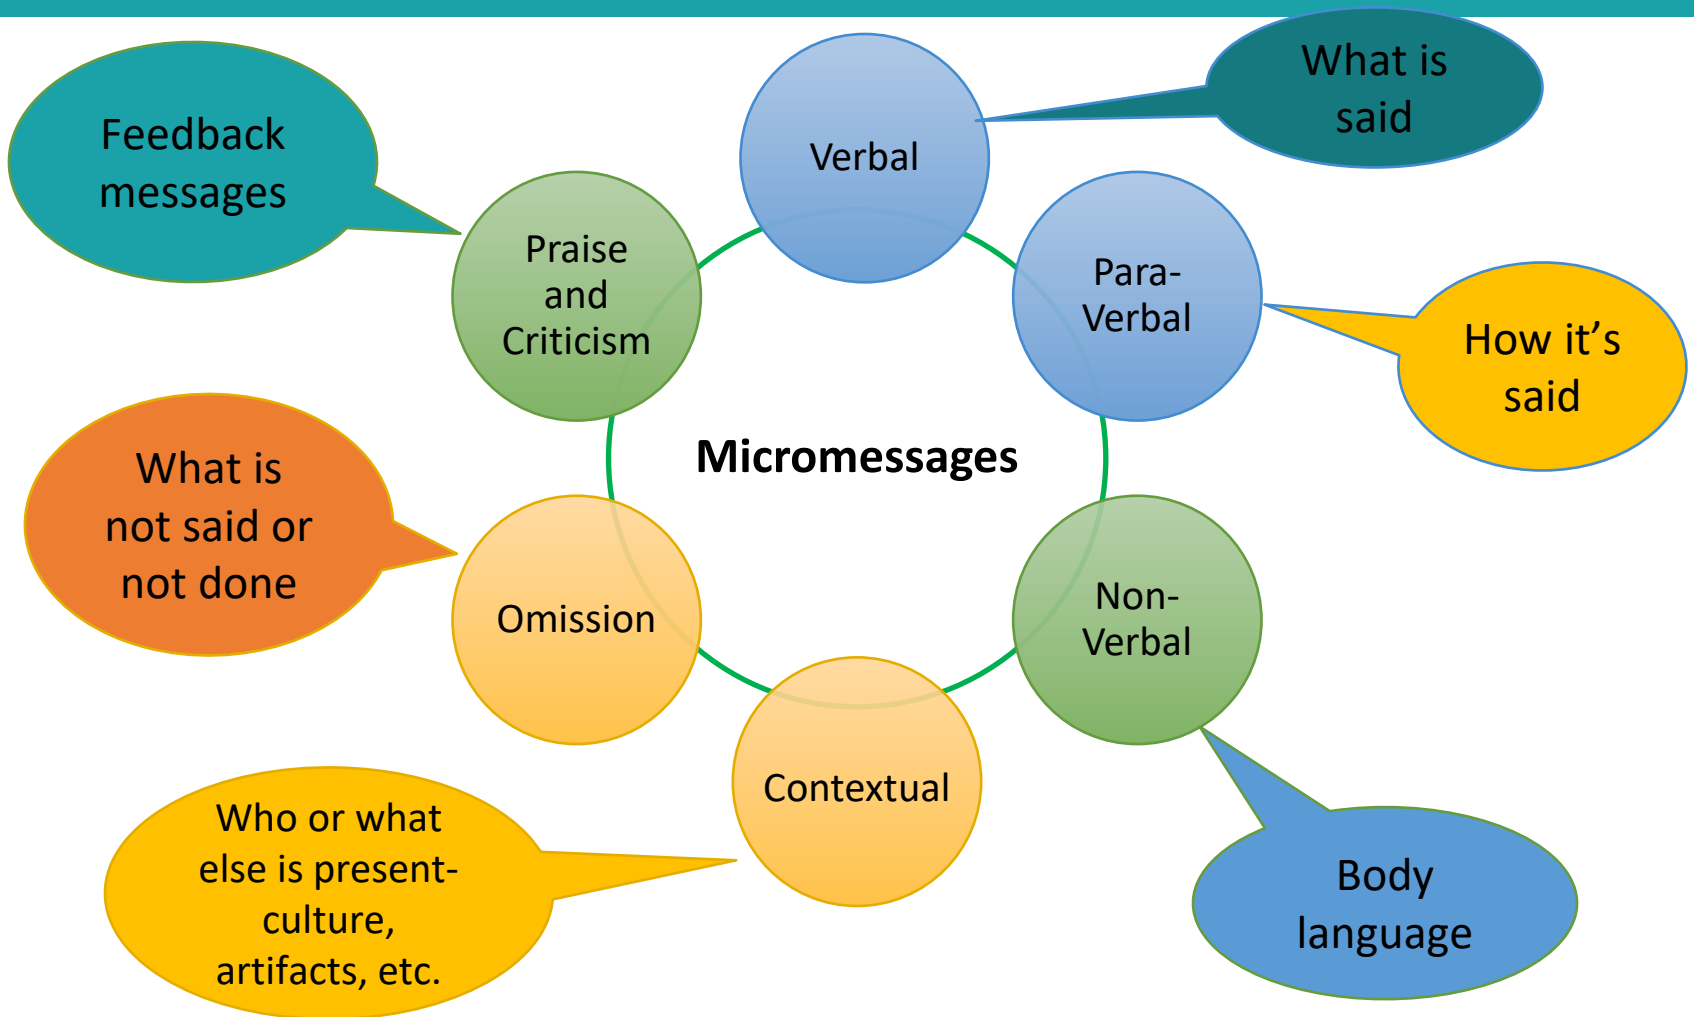 Feedback
messages
Verbal
What is
said
Praise
and
Criticism
Para-
Verbal
How it’s
said
Micromessages
What is
not said or
not done
Omission
Non-
Verbal
Contextual
Who or what
else is present-
culture,
artifacts, etc.
Body
language